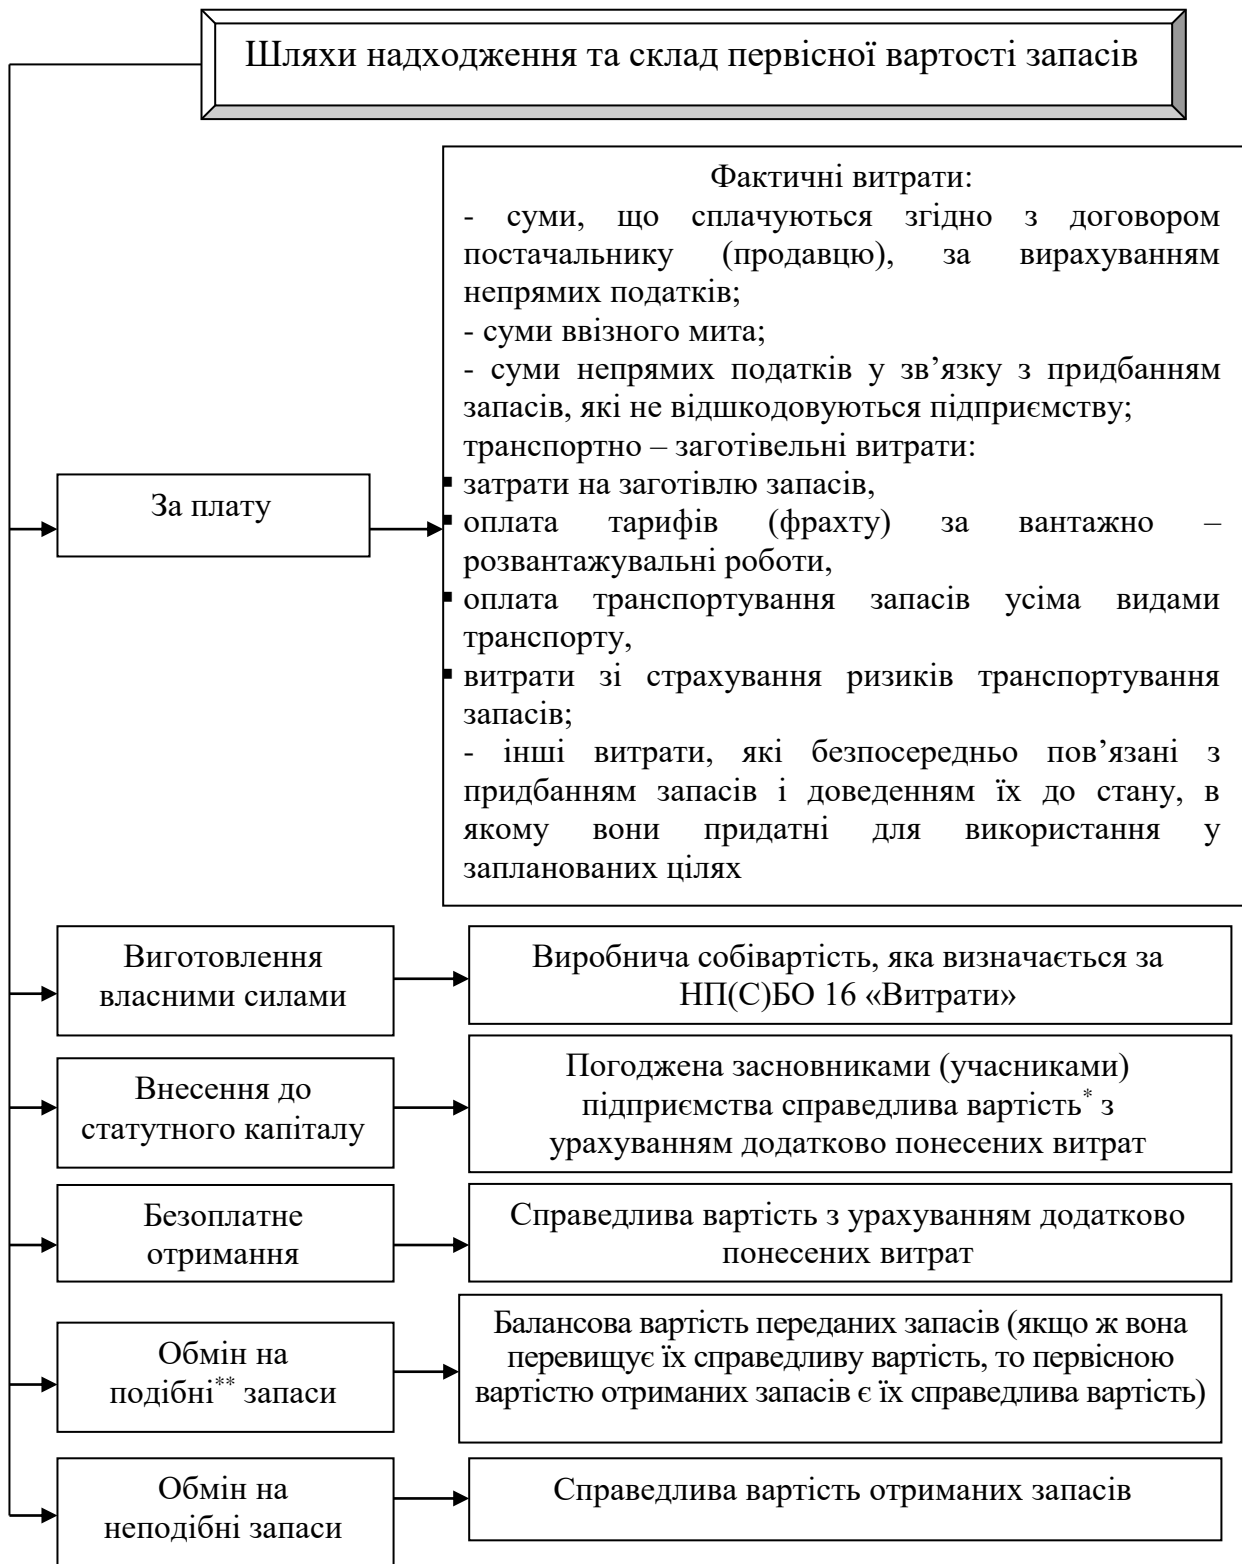 Шляхи надходження та склад первісної вартості запасів
Фактичні витрати:
- суми, що сплачуються згідно з договором
постачальнику (продавцю), за вирахуванням
непрямих податків;
- суми ввізного мита;
- суми непрямих податків у зв’язку з придбанням
запасів, які не відшкодовуються підприємству;
транспортно – заготівельні витрати:
▪ затрати на заготівлю запасів,
▪ оплата тарифів (фрахту) за вантажно –
розвантажувальні роботи,
▪ оплата транспортування запасів усіма видами
транспорту,
▪ витрати зі страхування ризиків транспортування
запасів;
- інші витрати, які безпосередньо пов’язані з
придбанням запасів і доведенням їх до стану, в
якому вони придатні для використання у
запланованих цілях
За плату
Виготовлення
власними силами
Виробнича собівартість, яка визначається за
НП(С)БО 16 «Витрати»
Внесення до
статутного капіталу
Погоджена засновниками (учасниками)
підприємства справедлива вартість* з
урахуванням додатково понесених витрат
Безоплатне
отримання
Справедлива вартість з урахуванням додатково
понесених витрат
Обмін на
подібні** запаси
Балансова вартість переданих запасів (якщо ж вона
перевищує їх справедливу вартість, то первісною
вартістю отриманих запасів є їх справедлива вартість)
Обмін на
неподібні запаси
Справедлива вартість отриманих запасів